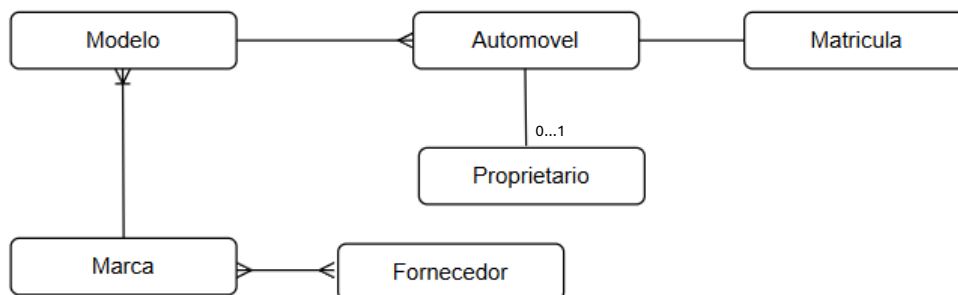 Modelo
Automovel
Matricula
0...1
Proprietario
Marca
Fornecedor